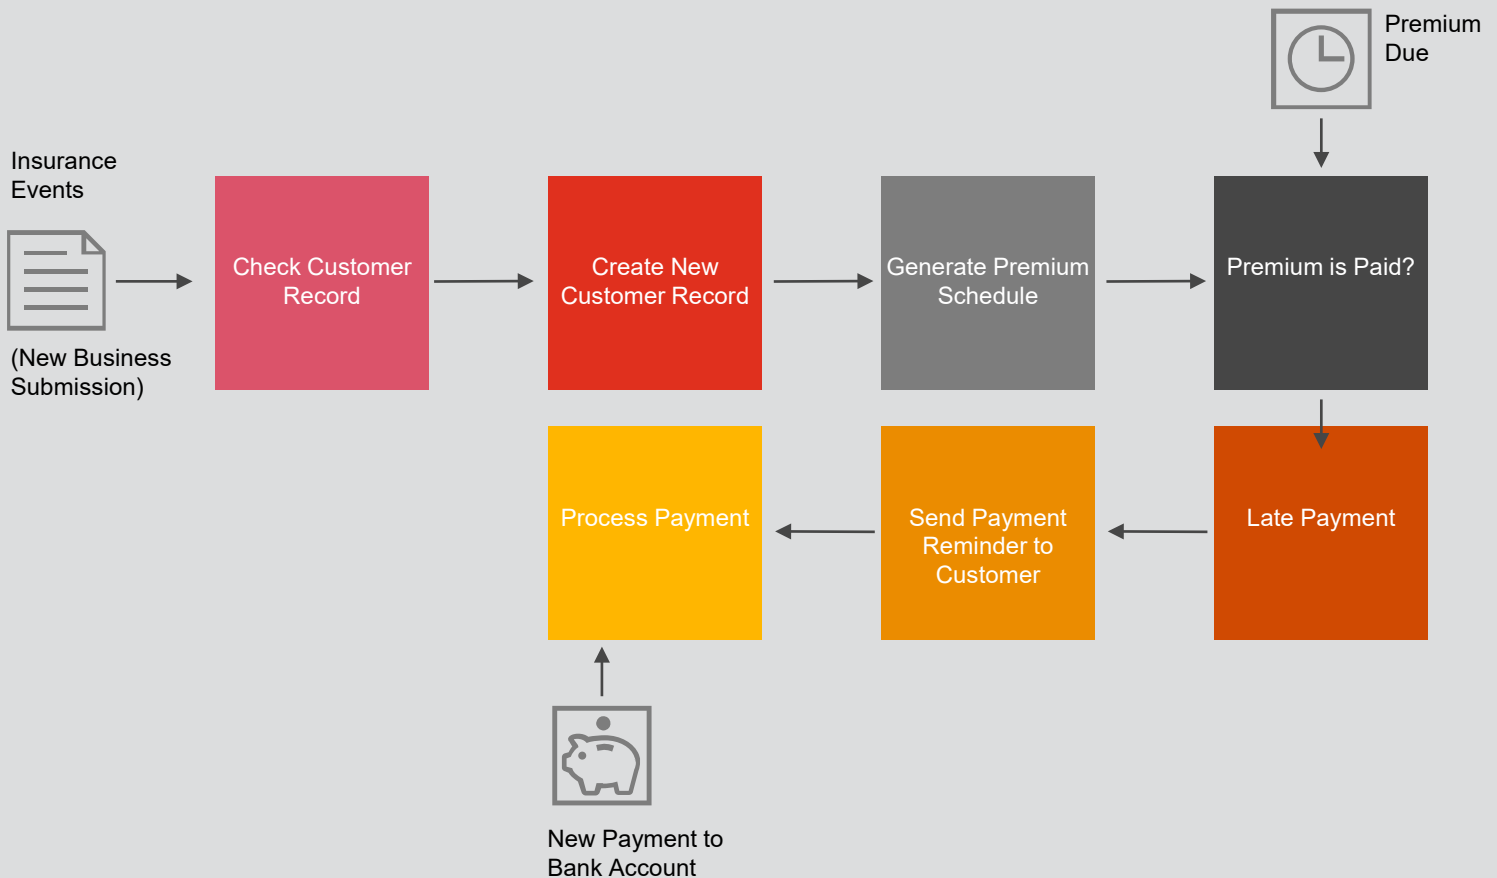 Premium
Due
Insurance
Events
(New Business
Submission)
Check Customer
Record
Create New
Customer Record
Generate Premium
Schedule
Premium is Paid?
Process Payment
Send Payment
Reminder to
Customer
Late Payment
New Payment to
Bank Account